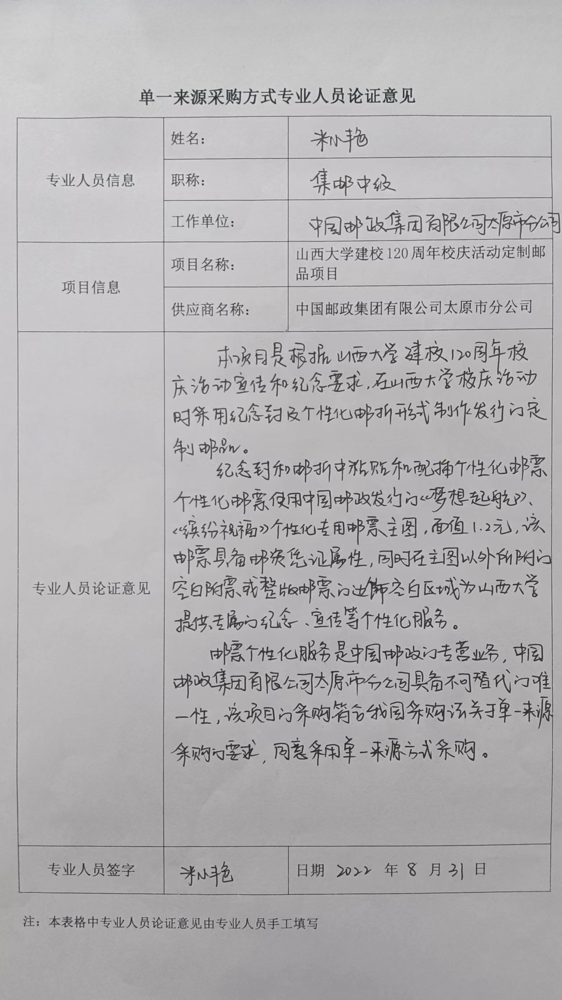 单一来源采购方式专业人员论证意见
专业人员信息
姓名：
米小艳
职称：
集邮中级
工作单位：
中国邮政集团有限公司太原市分公司
项目信息
项目名称：
山西大学建校120周年校庆活动定制邮
品项目
供应商名称：
中国邮政集团有限公司太原市分公司
专业人员论证意见
本项目是根据山西大学建校120周年校
庆活动宣传和纪念要求，在山西大学校庆活动
时采用纪念封及个性化邮折形式制作发行的定
制邮品。
纪念封和邮折中粘贴和配插个性化邮票
个性化邮票使用中国邮政发行的《梦想起航》、
《缤纷祝福》个性化专用邮票主图，面值1.2元，该
邮票具备邮资凭证属性，同时在主图以外所附的
空白附票或整版邮票的边饰空白区域为山西大学
提供专属的纪念、宣传等个性化服务。
邮票个性化服务是中国邮政的专营业务，中国
邮政集团有限公司太原市分公司具备不可替代的唯
一性，该项目的采购符合我国采购法关于单一来源
采购的要求，同意采用单一来源方式采购。
专业人员签字
米小艳
日期 2022 年 8 月 31 日
注：本表格中专业人员论证意见由专业人员手工填写